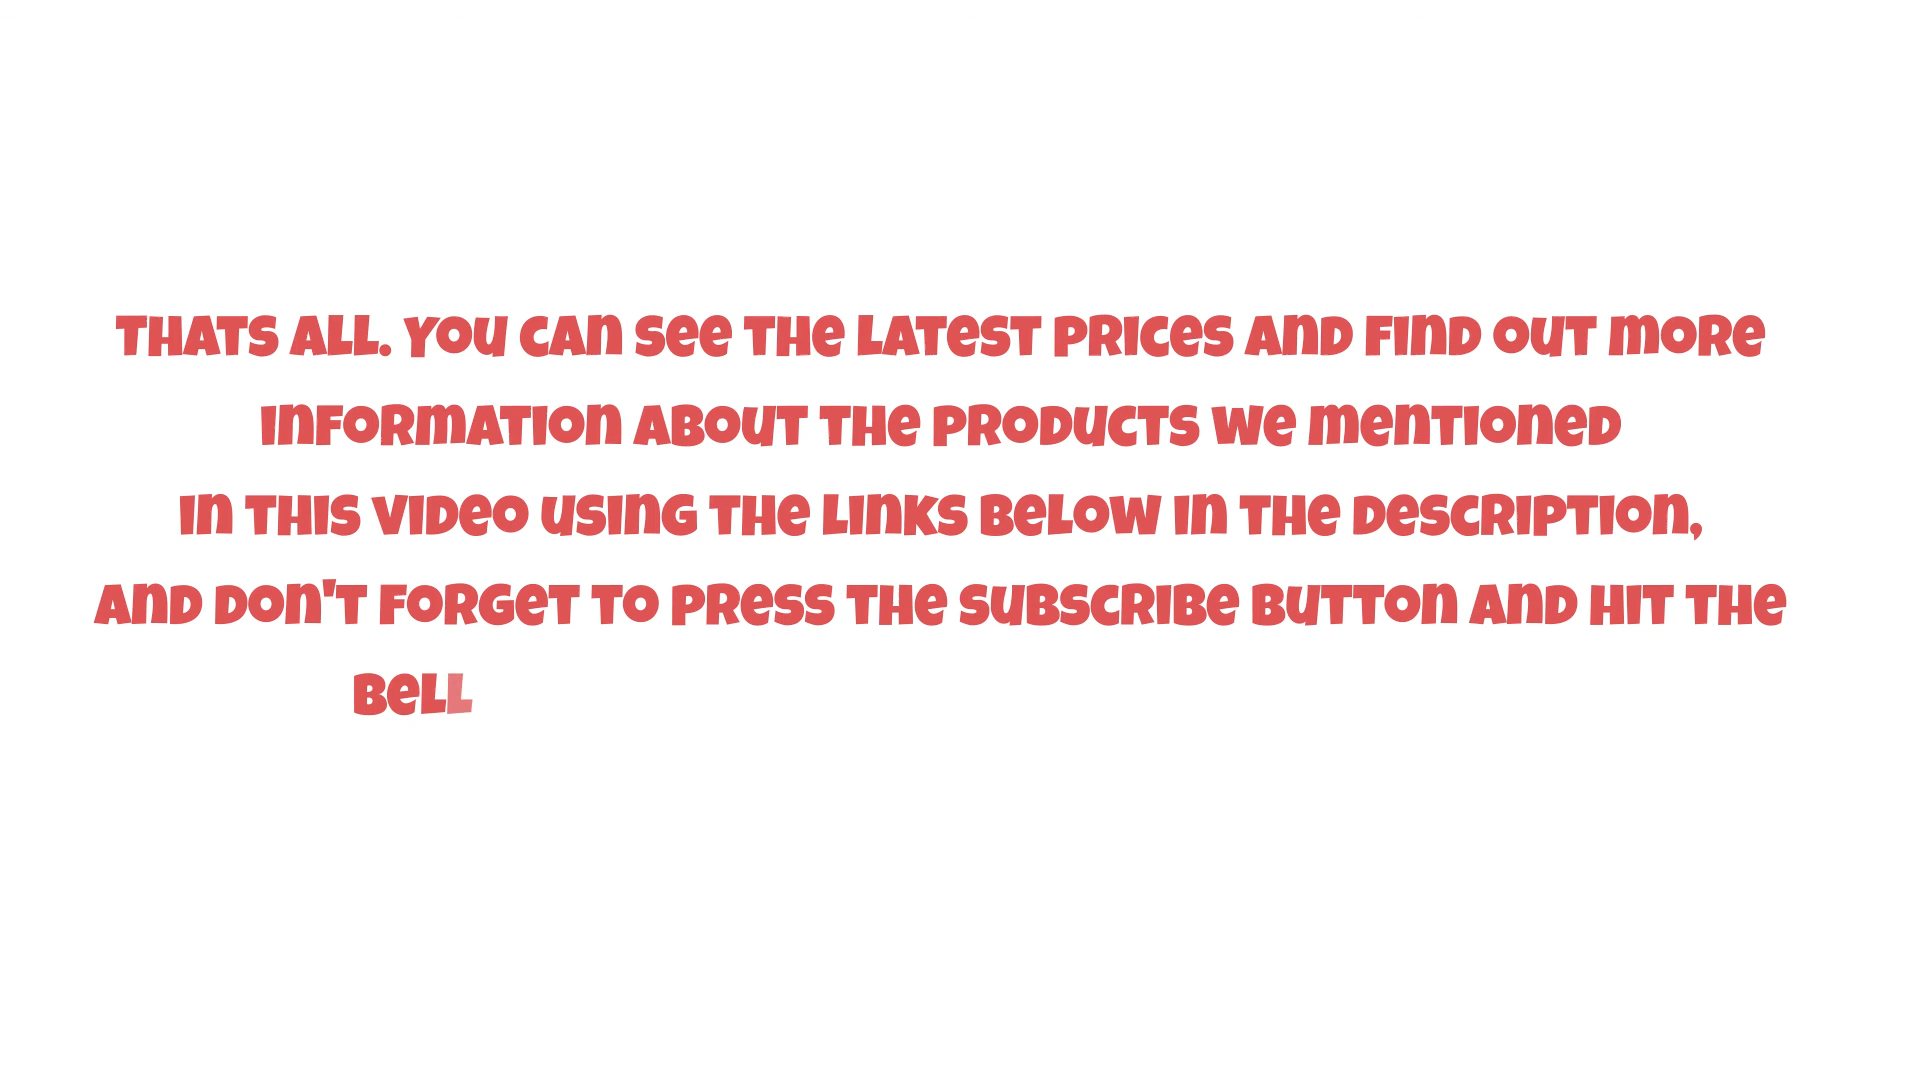 Thats all. You can see the latest prices and find out more
information about the products we mentioned
in this video using the links below in the description,
and don't forget to press the subscribe button and hit the
bell